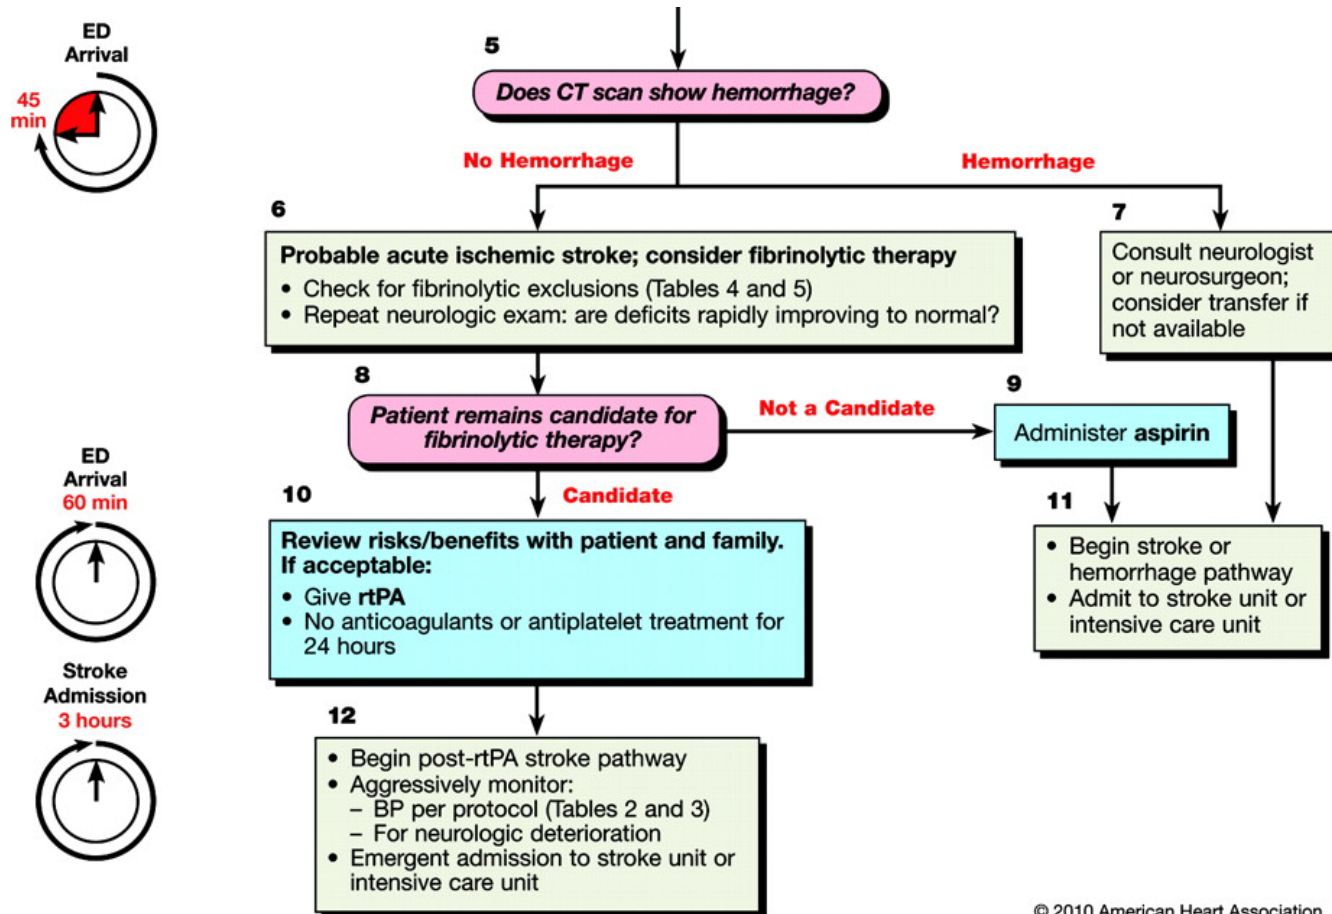 ED
Arrival
45
min
5
Does CT scan show hemorrhage?
No Hemorrhage
Hemorrhage
6
Probable acute ischemic stroke; consider fibrinolytic therapy
• Check for fibrinolytic exclusions (Tables 4 and 5)
• Repeat neurologic exam: are deficits rapidly improving to normal?
7
Consult neurologist
or neurosurgeon;
consider transfer if
not available
8
Patient remains candidate for
fibrinolytic therapy?
Not a Candidate
9
Administer aspirin
Candidate
ED
Arrival
60 min
10
Review risks/benefits with patient and family.
If acceptable:
• Give rtPA
• No anticoagulants or antiplatelet treatment for
24 hours
11
• Begin stroke or
hemorrhage pathway
• Admit to stroke unit or
intensive care unit
Stroke
Admission
3 hours
12
• Begin post-rtPA stroke pathway
• Aggressively monitor:
– BP per protocol (Tables 2 and 3)
– For neurologic deterioration
• Emergent admission to stroke unit or
intensive care unit
© 2010 American Heart Association